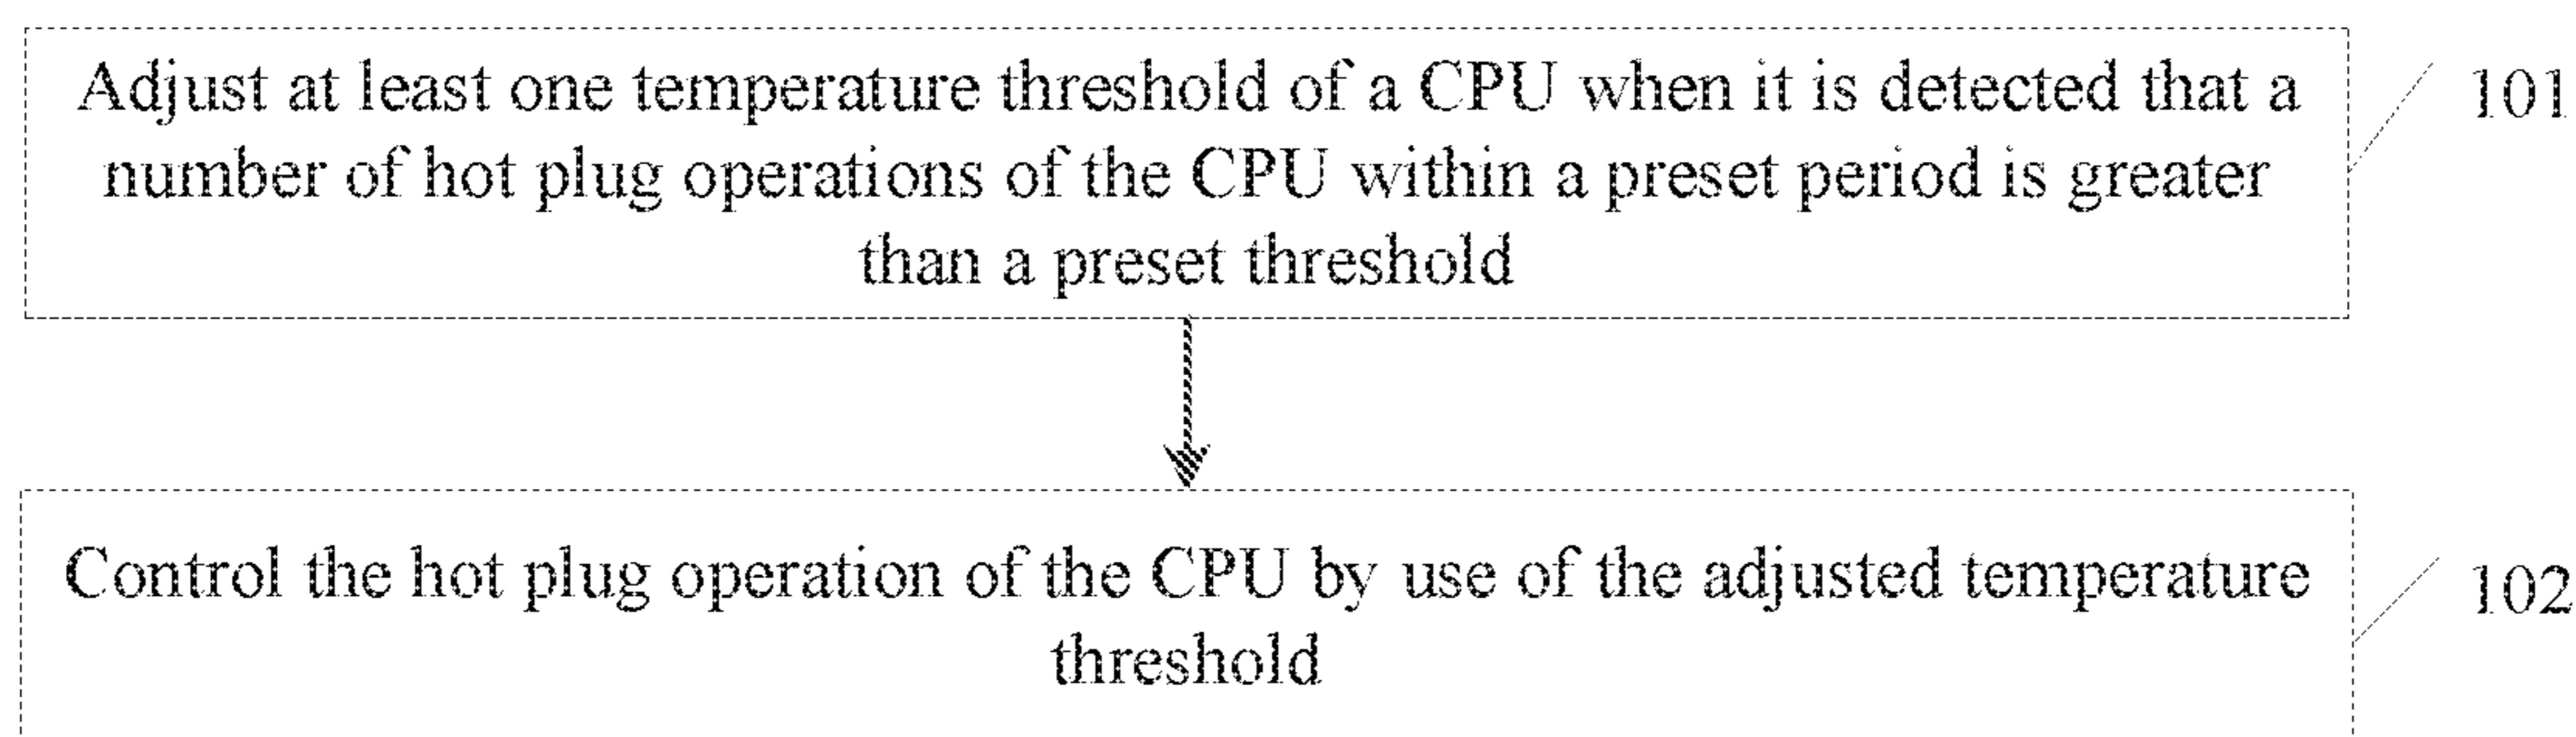 Adjust at least one temperature threshold of a CPU when it is detected that a
number of hot plug operations of the CPU within a preset period is greater
than a preset threshold
101
Control the hot plug operation of the CPU by use of the adjusted temperature
threshold
102